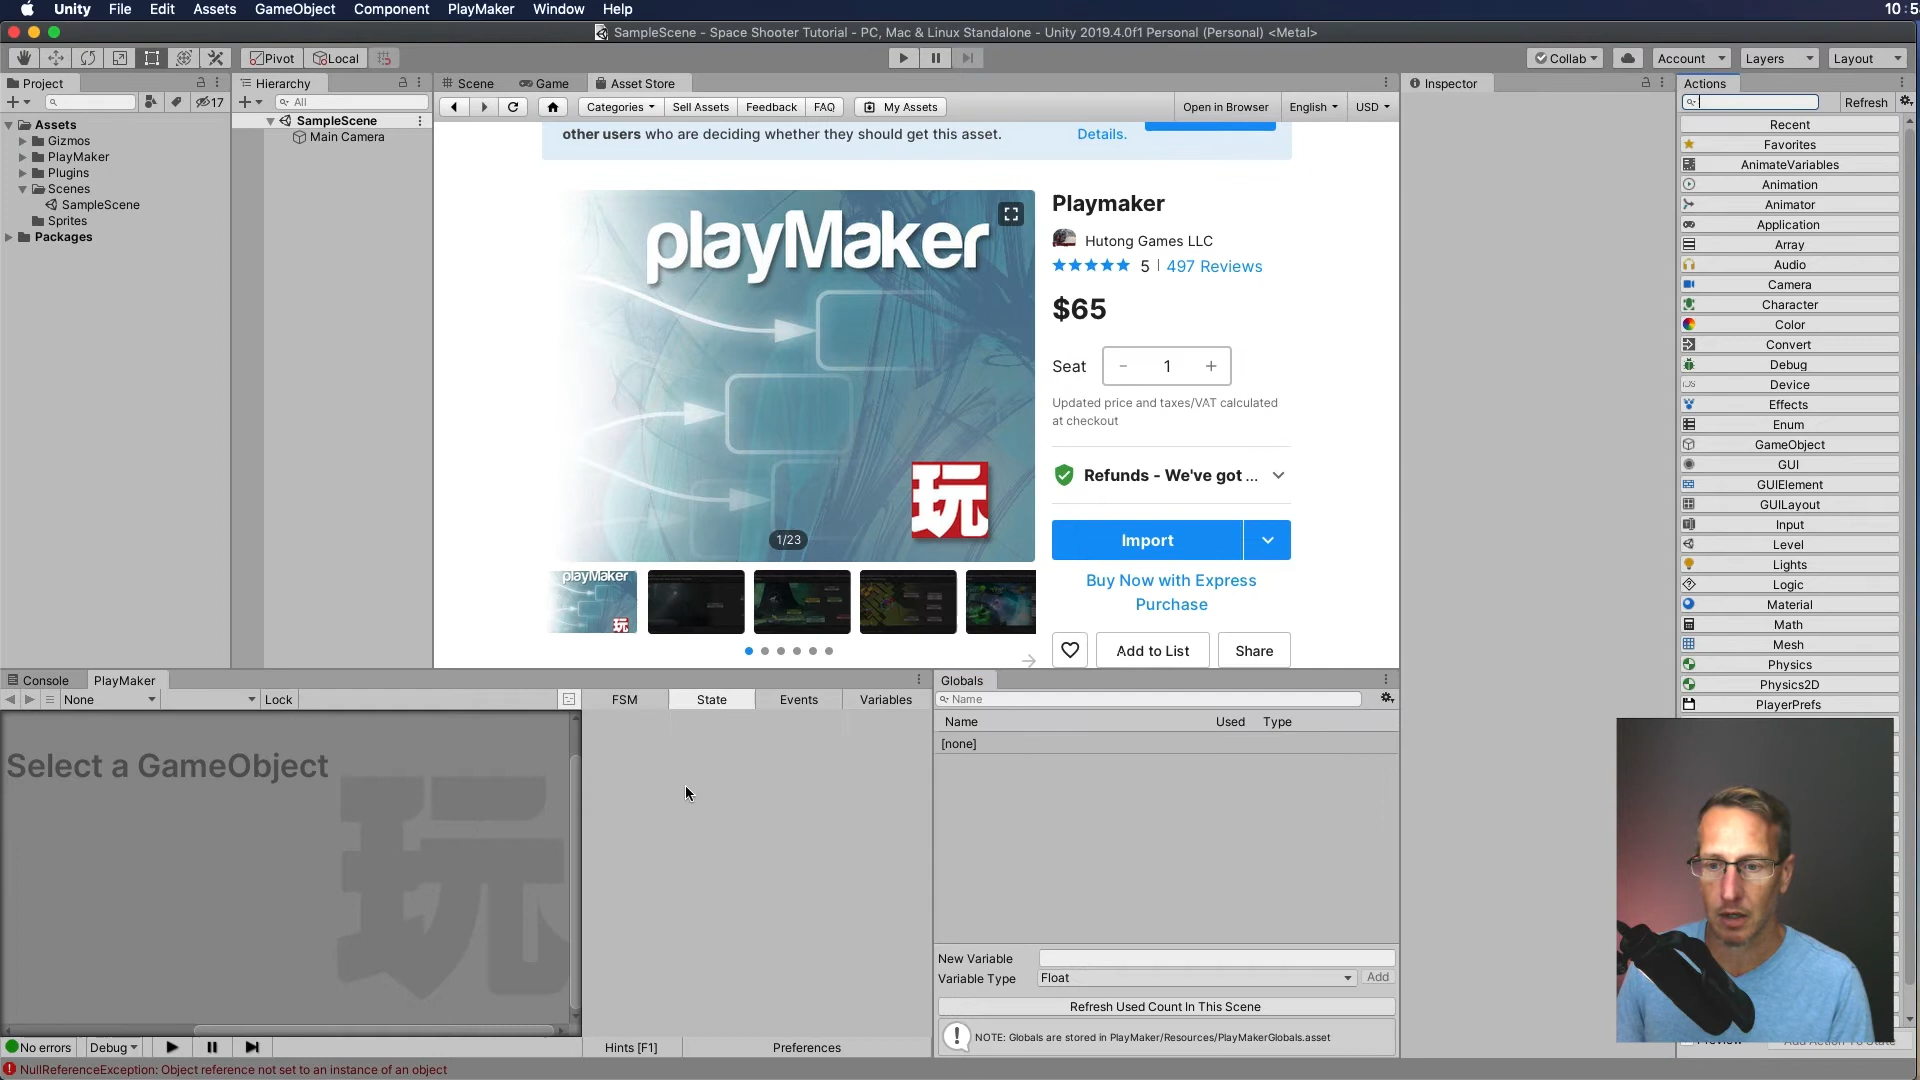 Unity File Edit Assets GameObject Component PlayMaker Window Help 10:5
SampleScene - Space Shooter Tutorial - PC, Mac & Linux Standalone - Unity 2019.4.0f1 Personal (Personal) <Metal>
Pivot Local Collab Account Layers Layout
Project Hierarchy Scene Game Asset Store Inspector Actions
17 All Categories Sell Assets Feedback FAQ My Assets Open in Browser English USD Refresh
Assets
Gizmos
PlayMaker
Plugins
Scenes
SampleScene
Sprites
Packages
SampleScene
Main Camera
other users who are deciding whether they should get this asset.
Details.
playMaker
玩
1/23
playMaker
玩
Playmaker
Hutong Games LLC
5 | 497 Reviews
$65
Seat - 1 +
Updated price and taxes/VAT calculated
at checkout
Refunds - We've got ...
Import
Buy Now with Express
Purchase
Add to List Share
Recent
Favorites
AnimateVariables
Animation
Animator
Application
Array
Audio
Camera
Character
Color
Convert
Debug
Device
Effects
Enum
GameObject
GUI
GUIElement
GUILayout
Input
Level
Lights
Logic
Material
Math
Mesh
Physics
Physics2D
PlayerPrefs
Console PlayMaker
None Lock FSM State Events Variables
Select a GameObject
玩
No errors Debug Hints [F1] Preferences
Globals
Name
Name Used Type
[none]
New Variable
Variable Type Float Add
Refresh Used Count In This Scene
NOTE: Globals are stored in PlayMaker/Resources/PlayMakerGlobals.asset
NullReferenceException: Object reference not set to an instance of an object